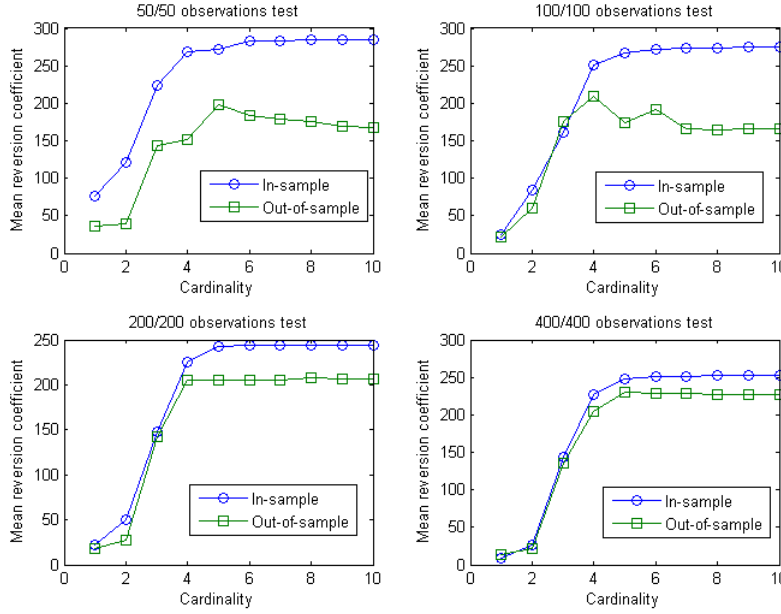 50/50 observations test
Mean reversion coefficient
300
250
200
150
100
50
0
0 2 4 6 8 10
Cardinality
In-sample
Out-of-sample
100/100 observations test
Mean reversion coefficient
300
250
200
150
100
50
0
0 2 4 6 8 10
Cardinality
In-sample
Out-of-sample
200/200 observations test
Mean reversion coefficient
250
200
150
100
50
0
0 2 4 6 8 10
Cardinality
In-sample
Out-of-sample
400/400 observations test
Mean reversion coefficient
300
250
200
150
100
50
0
0 2 4 6 8 10
Cardinality
In-sample
Out-of-sample